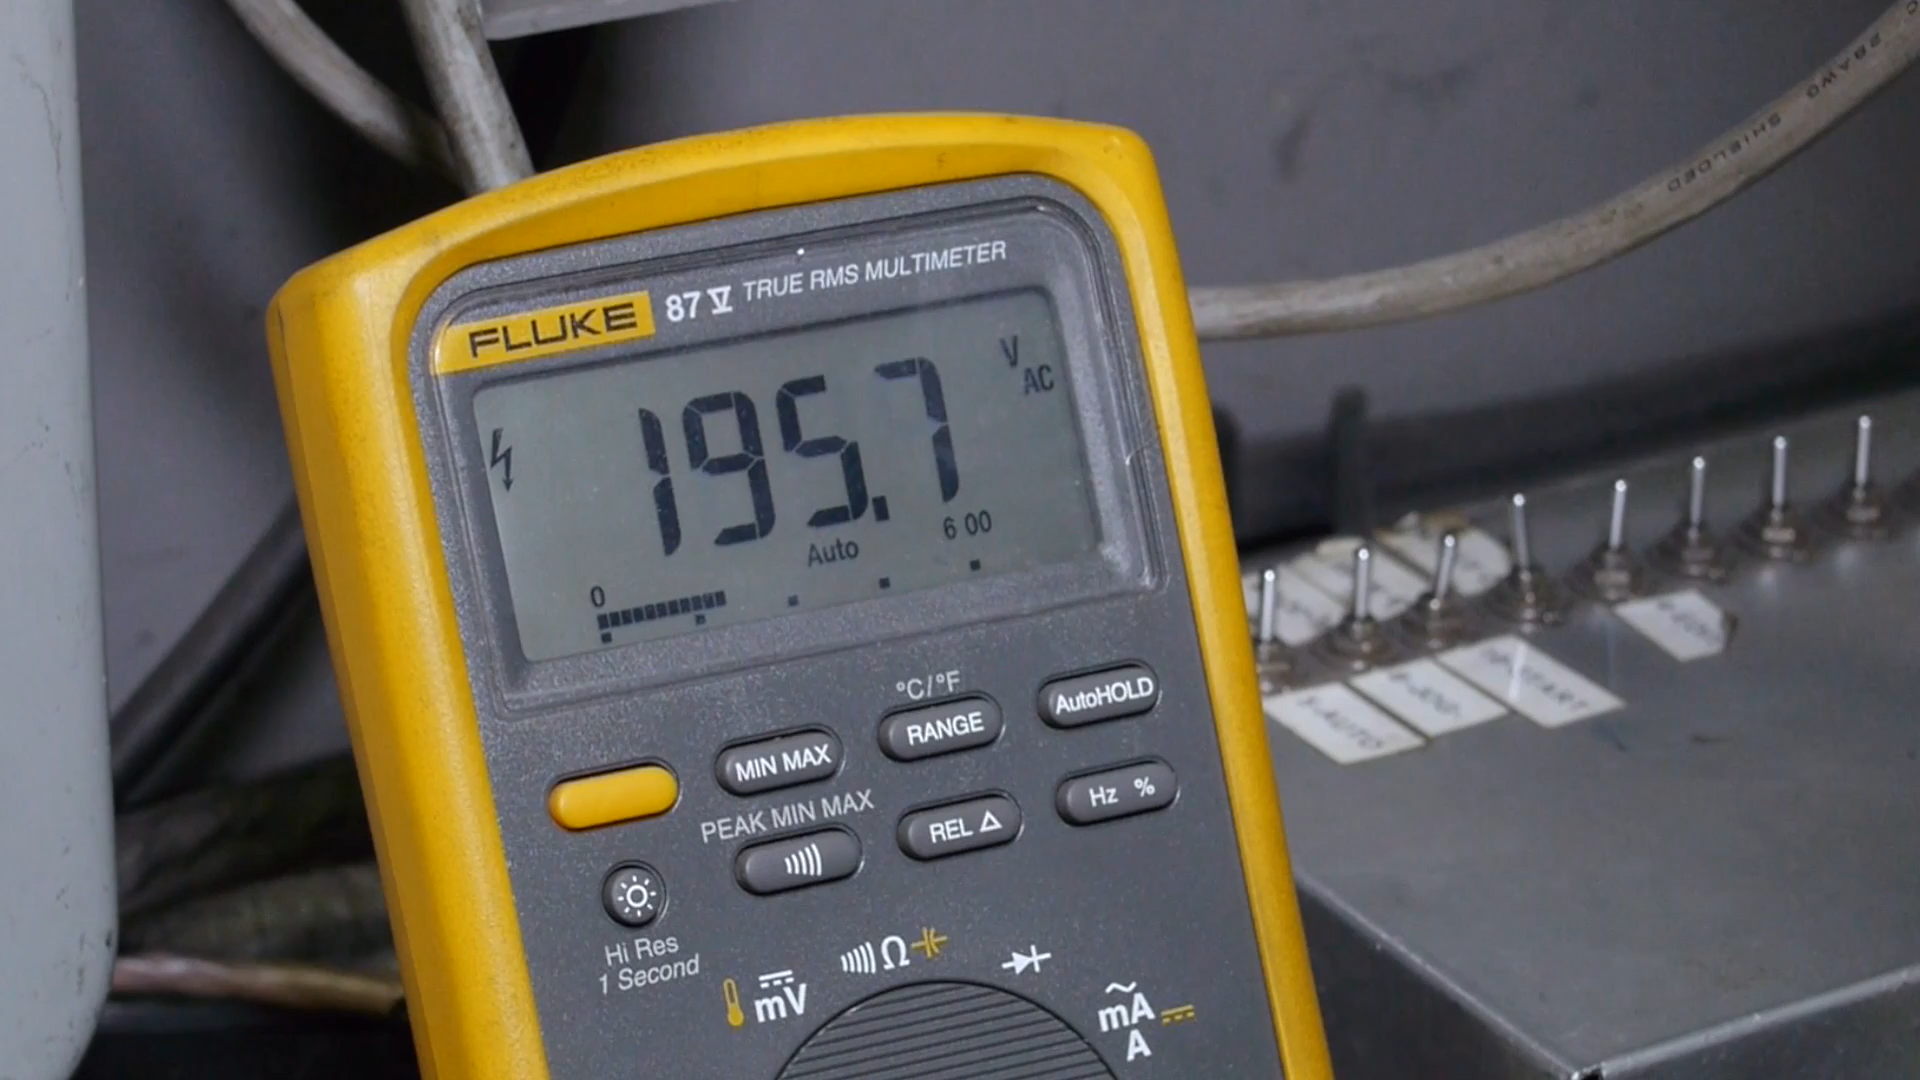 FLUKE 87 V TRUE RMS MULTIMETER
V
AC
195.7
Auto
6 00
0
°C/°F
MIN MAX
RANGE
AutoHOLD
PEAK MIN MAX
REL Δ
Hz %
Hi Res
1 Second
mV
Ω
mA
A
SHIELDED
28AWG